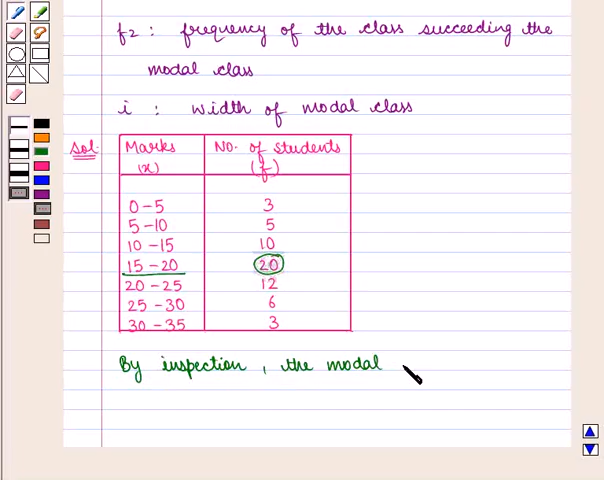 f2 : frequency of the class succeeding the
modal class
i : width of modal class
Sol.
Marks (x) No. of students (f)
0-5 3
5-10 5
10-15 10
15-20 20
20-25 12
25-30 6
30-35 3
By inspection, the modal